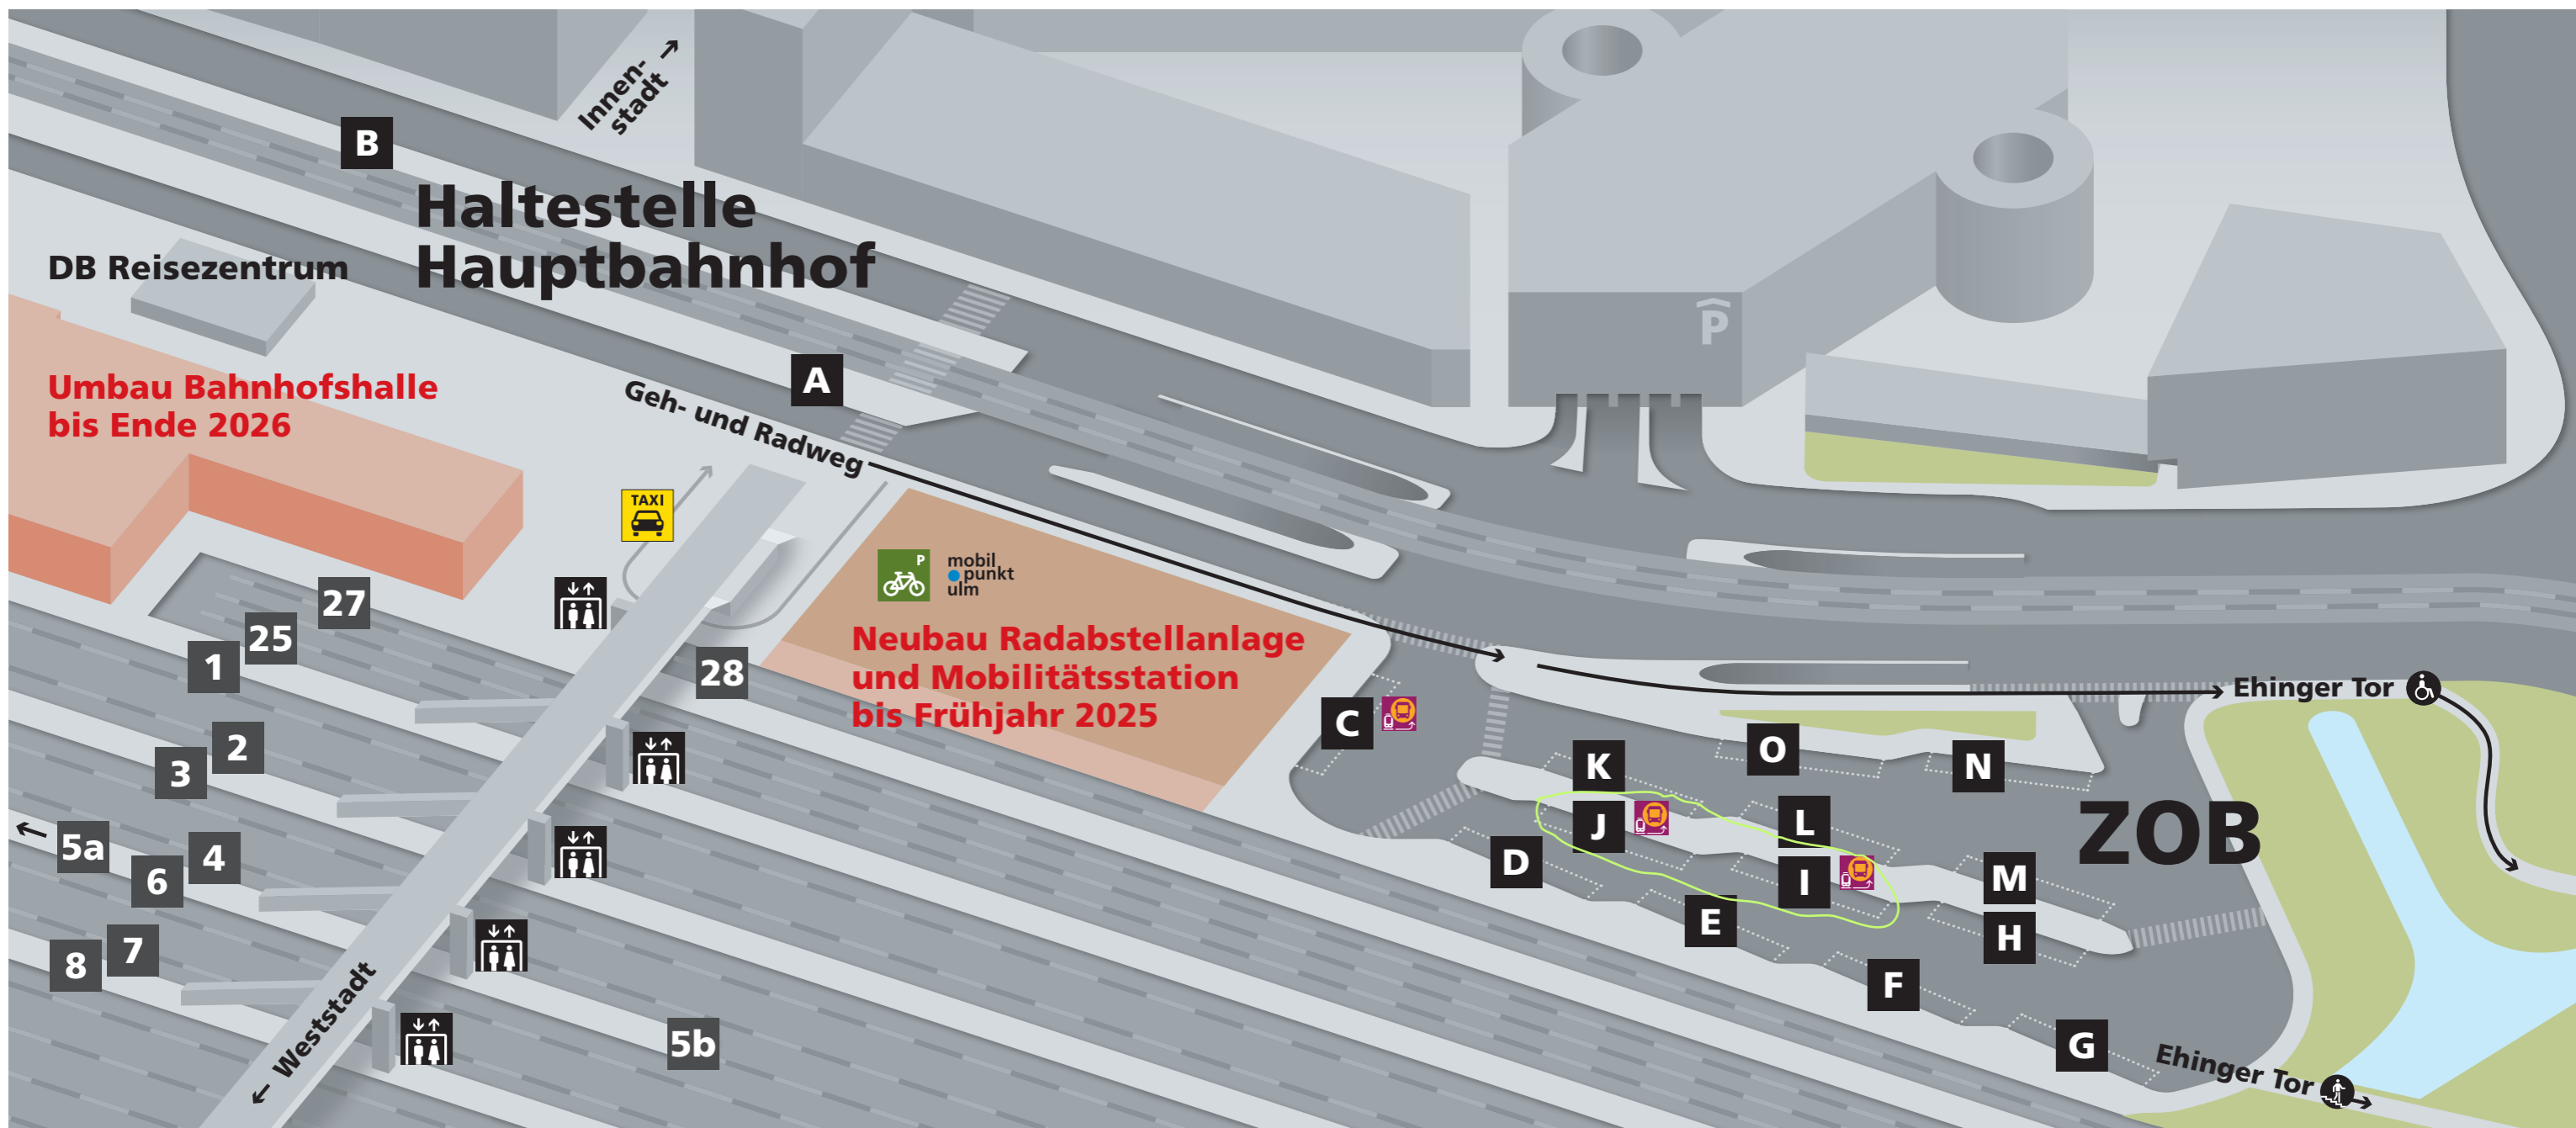 Innen-
stadt
B
Haltestelle
Hauptbahnhof
DB Reisezentrum
P
Umbau Bahnhofshalle
bis Ende 2026
A
Geh- und Radweg
TAXI
P
mobil
punkt
ulm
27
25
1
28
Neubau Radabstellanlage
und Mobilitätsstation
bis Frühjahr 2025
Ehinger Tor
C
2
3
K
O
N
ZOB
J
L
5a
4
6
D
I
M
E
H
7
8
F
Weststadt
5b
G
Ehinger Tor